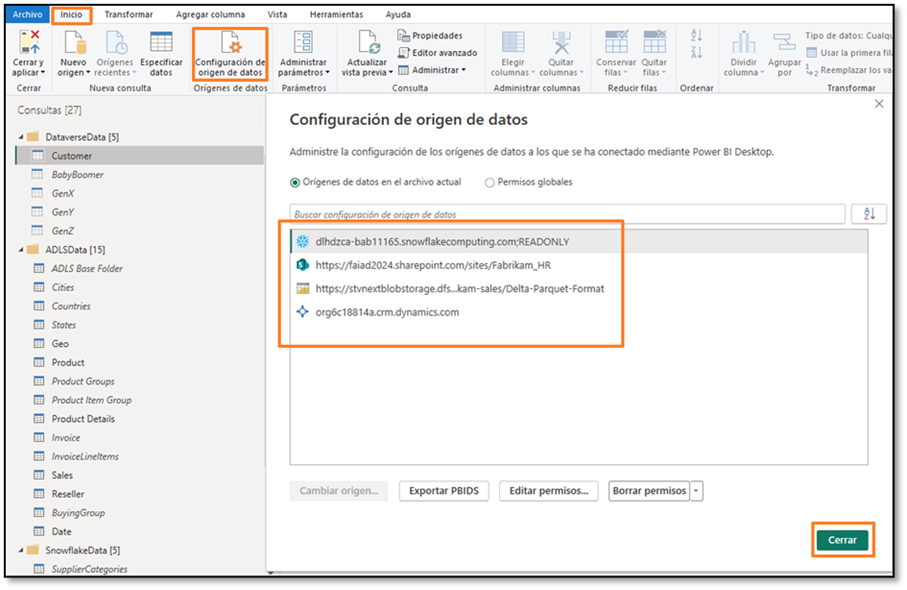 Archivo Inicio Transformar Agregar columna Vista Herramientas Ayuda
Cerrar y aplicar
Nuevo origen
Orígenes recientes
Especificar datos
Configuración de origen de datos
Administrar parámetros
Actualizar vista previa
Propiedades
Editor avanzado
Administrar
Elegir columnas
Quitar columnas
Conservar filas
Quitar filas
Dividir columna
Agrupar por
Tipo de datos: Cualqu
Usar la primera fila
Reemplazar los va
Cerrar Nueva consulta Orígenes de datos Parámetros Consulta Administrar columnas Reducir filas Ordenar Transformar
Consultas [27]
DataverseData [5]
Customer
BabyBoomer
GenX
GenY
GenZ
ADLSData [15]
ADLS Base Folder
Cities
Countries
States
Geo
Product
Product Groups
Product Item Group
Product Details
Invoice
InvoiceLineItems
Sales
Reseller
BuyingGroup
Date
SnowflakeData [5]
SupplierCategories
Configuración de origen de datos
Administre la configuración de los orígenes de datos a los que se ha conectado mediante Power BI Desktop.
Orígenes de datos en el archivo actual Permisos globales
Buscar configuración de origen de datos
dlhdzca-bab11165.snowflakecomputing.com;READONLY
https://faiad2024.sharepoint.com/sites/Fabrikam_HR
https://stvnextblobstorage.dfs...kam-sales/Delta-Parquet-Format
org6c18814a.crm.dynamics.com
Cambiar origen... Exportar PBIDS Editar permisos... Borrar permisos
Cerrar